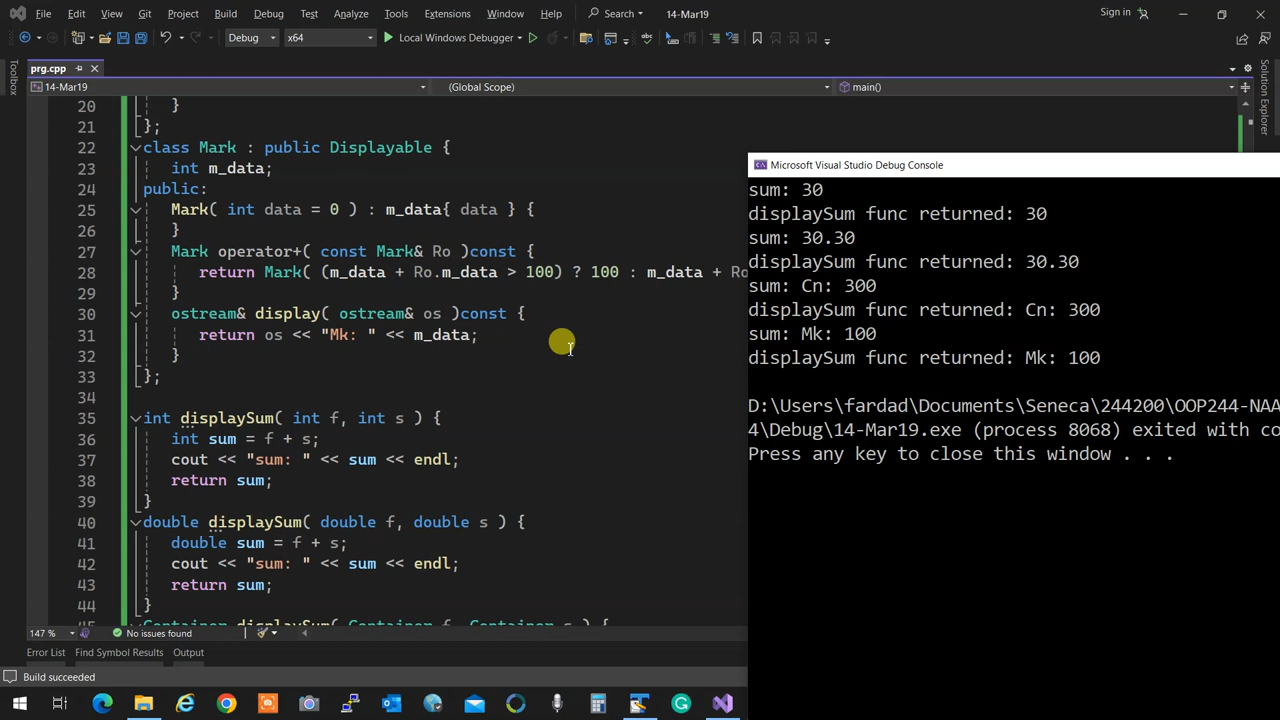 File Edit View Git Project Build Debug Test Analyze Tools Extensions Window Help Search 14-Mar19 Sign in
Debug x64 Local Windows Debugger
prg.cpp
14-Mar19 (Global Scope) main()
Toolbox
Solution Explorer
20 }
21 };
22 class Mark : public Displayable {
23 int m_data;
24 public:
25 Mark( int data = 0 ) : m_data{ data } {
26 }
27 Mark operator+( const Mark& Ro )const {
28 return Mark( (m_data + Ro.m_data > 100) ? 100 : m_data + Ro
29 }
30 ostream& display( ostream& os )const {
31 return os << "Mk: " << m_data;
32 }
33 };
34
35 int displaySum( int f, int s ) {
36 int sum = f + s;
37 cout << "sum: " << sum << endl;
38 return sum;
39 }
40 double displaySum( double f, double s ) {
41 double sum = f + s;
42 cout << "sum: " << sum << endl;
43 return sum;
44 }
45 Container displaySum( Container f, Container s ) {
147 % No issues found
Error List Find Symbol Results Output
Build succeeded
Microsoft Visual Studio Debug Console
sum: 30
displaySum func returned: 30
sum: 30.30
displaySum func returned: 30.30
sum: Cn: 300
displaySum func returned: Cn: 300
sum: Mk: 100
displaySum func returned: Mk: 100
D:\Users\fardad\Documents\Seneca\244200\OOP244-NAA
4\Debug\14-Mar19.exe (process 8068) exited with co
Press any key to close this window . . .